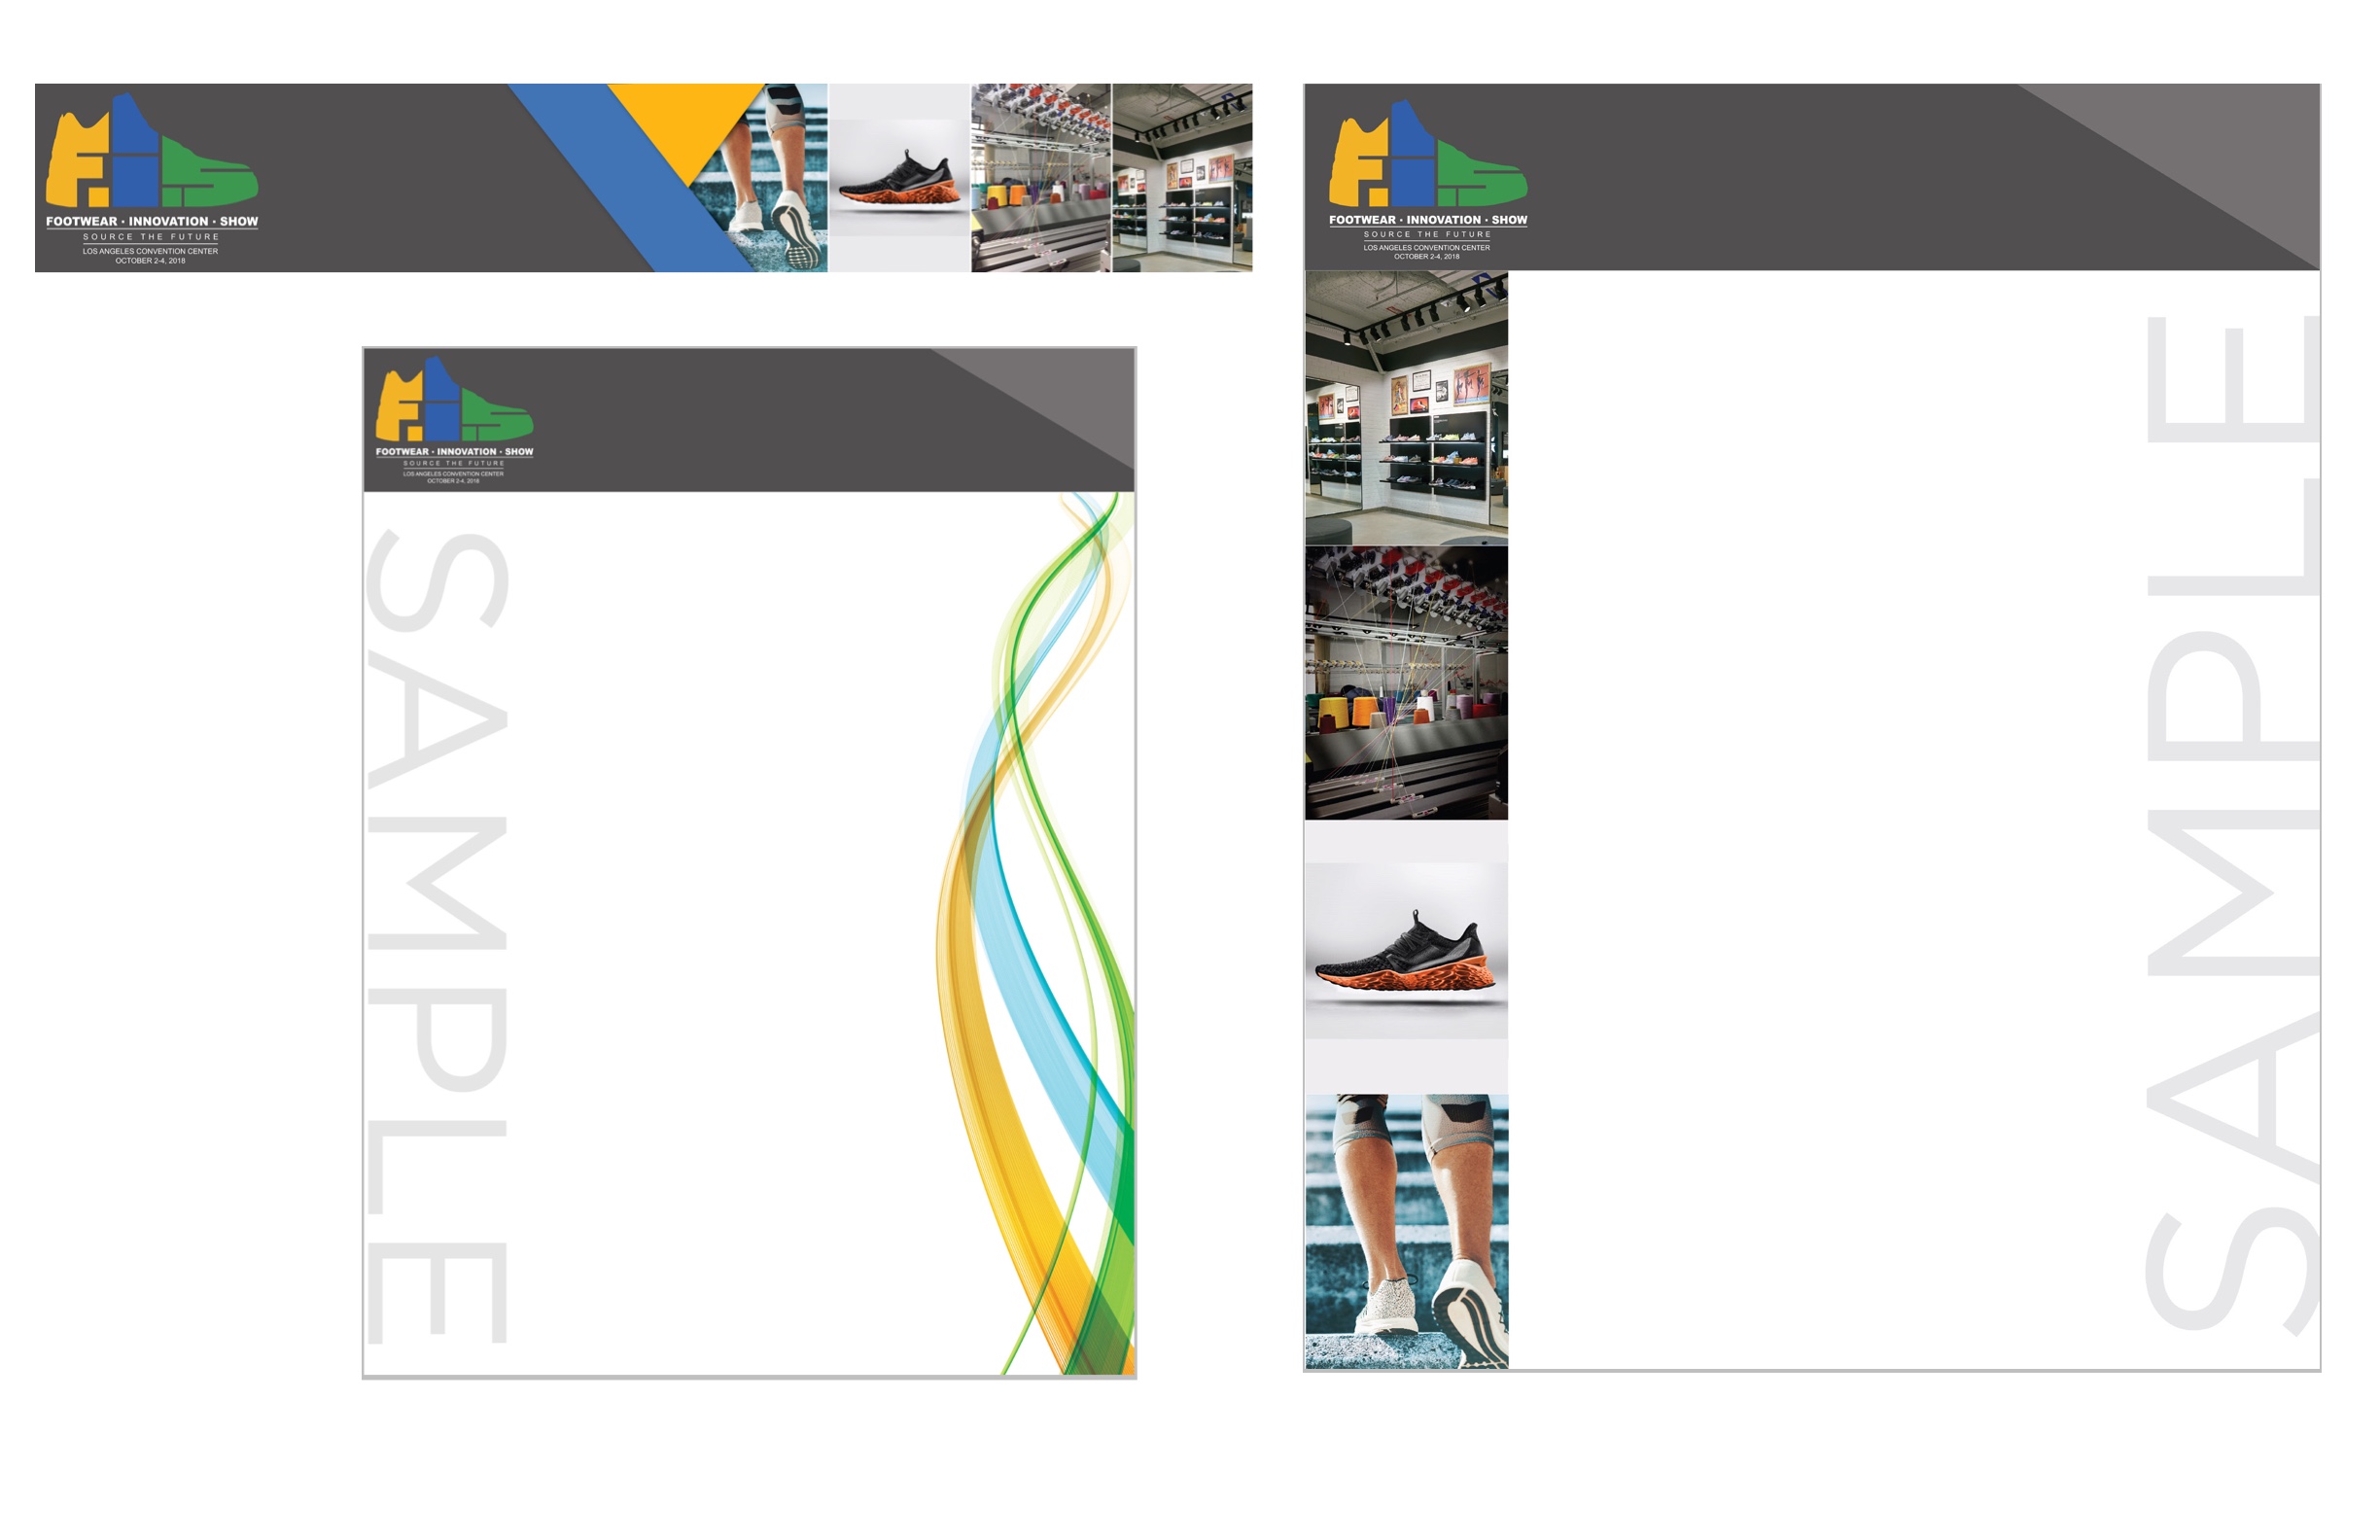 FIS
FOOTWEAR · INNOVATION · SHOW
SOURCE THE FUTURE
LOS ANGELES CONVENTION CENTER
OCTOBER 2-4, 2018
FIS
FOOTWEAR · INNOVATION · SHOW
SOURCE THE FUTURE
LOS ANGELES CONVENTION CENTER
OCTOBER 2-4, 2018
SAMPLE
FIS
FOOTWEAR · INNOVATION · SHOW
SOURCE THE FUTURE
LOS ANGELES CONVENTION CENTER
OCTOBER 2-4, 2018
SAMPLE